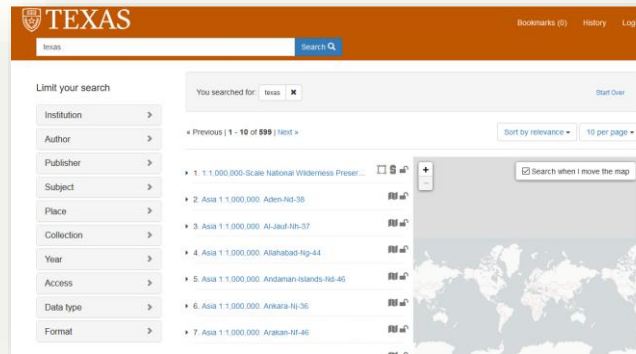 TEXAS
Bookmarks (0) History
texas
Search
Limit your search
You searched for: texas ✖
Start Over
Institution
Author
Publisher
Subject
Place
Collection
Year
Access
Data type
Format
« Previous | 1 - 10 of 599 | Next »
Sort by relevance
10 per page
1. 1:1,000,000-Scale National Wilderness Preser...
2. Asia 1:1,000,000. Aden-Nd-38
3. Asia 1:1,000,000. Al-Jauf-Nh-37
4. Asia 1:1,000,000. Allahabad-Ng-44
5. Asia 1:1,000,000. Andaman-Islands-Nd-46
6. Asia 1:1,000,000. Ankara-Nj-36
7. Asia 1:1,000,000. Arakan-Nf-46
+
−
Search when I move the map